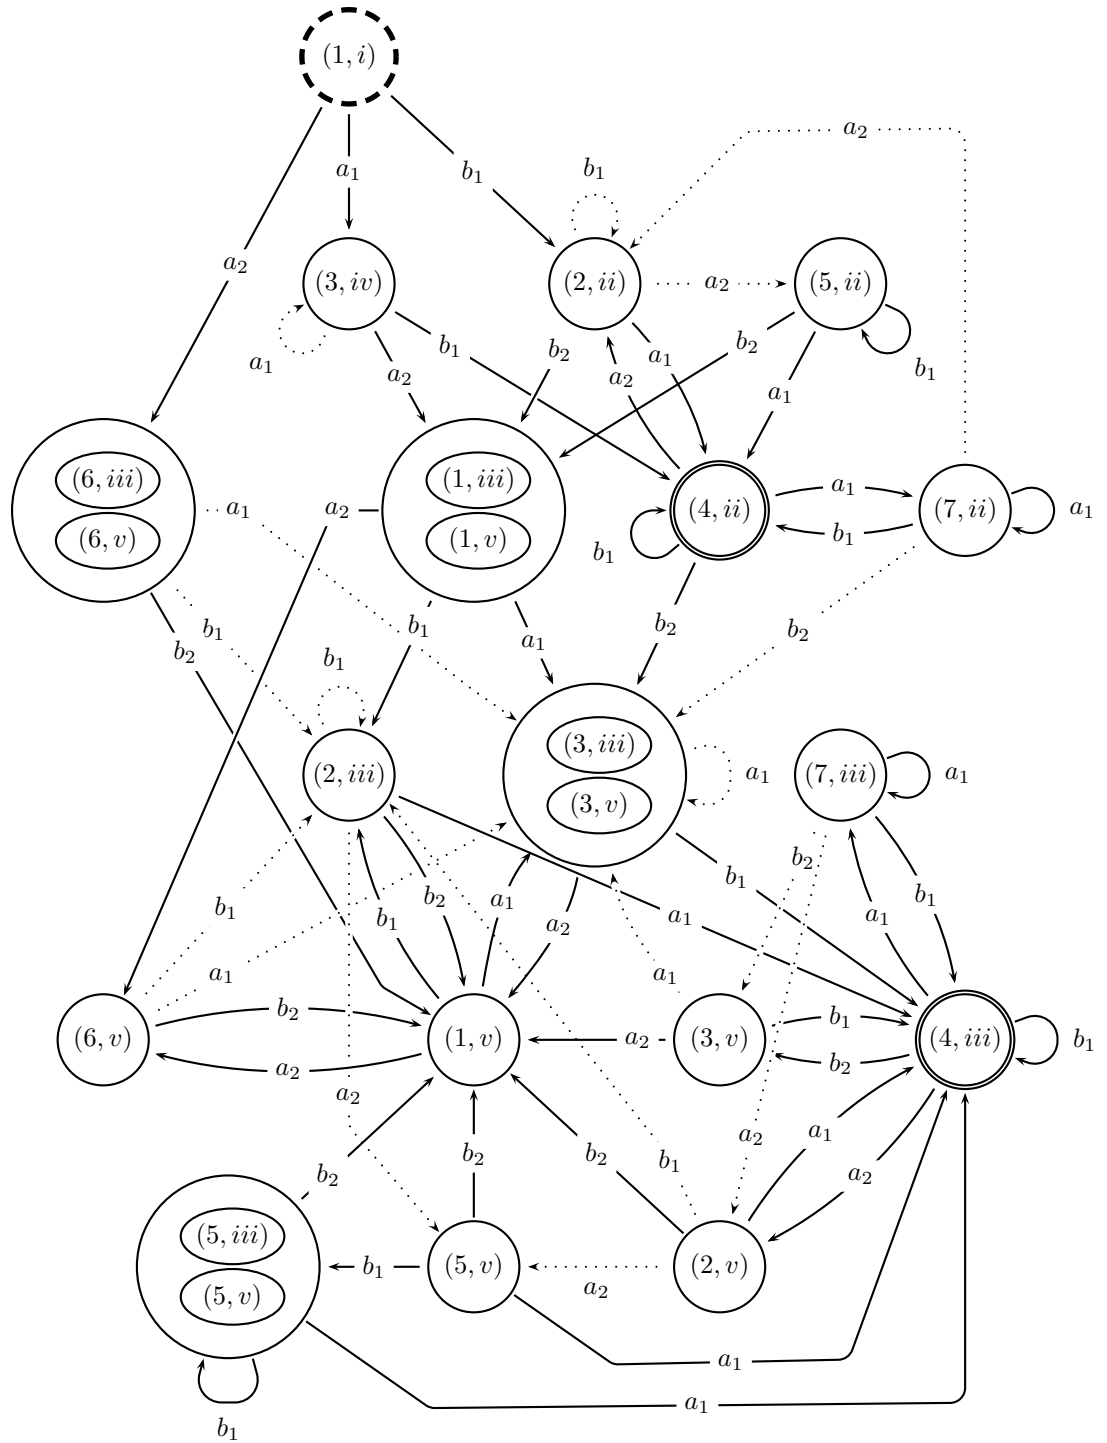 (1, i)
a₂
a₁
b₁
a₂
b₁
(3, iv)
(2, ii)
a₂
(5, ii)
a₁
b₁
a₂
b₂
a₁
a₂
b₂
a₁
b₁
(6, iii)
(6, v)
a₁
a₂
(1, iii)
(1, v)
(4, ii)
a₁
b₁
(7, ii)
a₁
b₁
b₁
b₂
b₁
a₁
b₂
b₂
b₁
(2, iii)
(3, iii)
(3, v)
a₁
(7, iii)
a₁
b₂
b₁
b₂
b₁
a₁
a₂
a₁
b₁
a₁
b₁
a₁
a₁
(6, v)
b₂
a₂
(1, v)
a₂
(3, v)
b₁
b₂
(4, iii)
b₁
a₂
b₂
b₂
b₂
b₁
a₂
a₁
a₂
(5, iii)
(5, v)
b₁
(5, v)
a₂
(2, v)
a₁
a₁
b₁